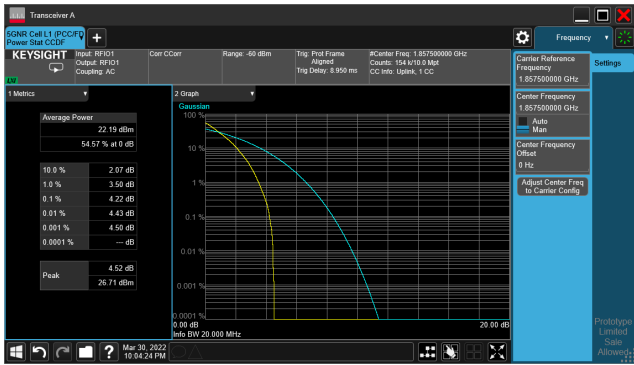 Transceiver A
5GNR Cell L1 (PCC/FD
Power Stat CCDF
Frequency
KEYSIGHT
LV
Input: RFIO1
Output: RFIO1
Coupling: AC
Corr CCorr
Range: -60 dBm
Trig: Prot Frame
Aligned
Trig Delay: 8.950 ms
#Center Freq: 1.857500000 GHz
Counts: 154 k/10.0 Mpt
CC Info: Uplink, 1 CC
Carrier Reference
Frequency
1.857500000 GHz
Settings
Center Frequency
1.857500000 GHz
Auto
Man
Center Frequency
Offset
0 Hz
Adjust Center Freq
to Carrier Config
1 Metrics
Average Power
22.19 dBm
54.57 % at 0 dB
10.0 % 2.07 dB
1.0 % 3.50 dB
0.1 % 4.22 dB
0.01 % 4.43 dB
0.001 % 4.50 dB
0.0001 % --- dB
Peak
4.52 dB
26.71 dBm
2 Graph
Gaussian
100 %
10 %
1 %
0.1 %
0.01 %
0.001 %
0.0001 %
0.00 dB
20.00 dB
Info BW 20.000 MHz
Mar 30, 2022
10:04:24 PM
Prototype
Limited
Sale
Allowed